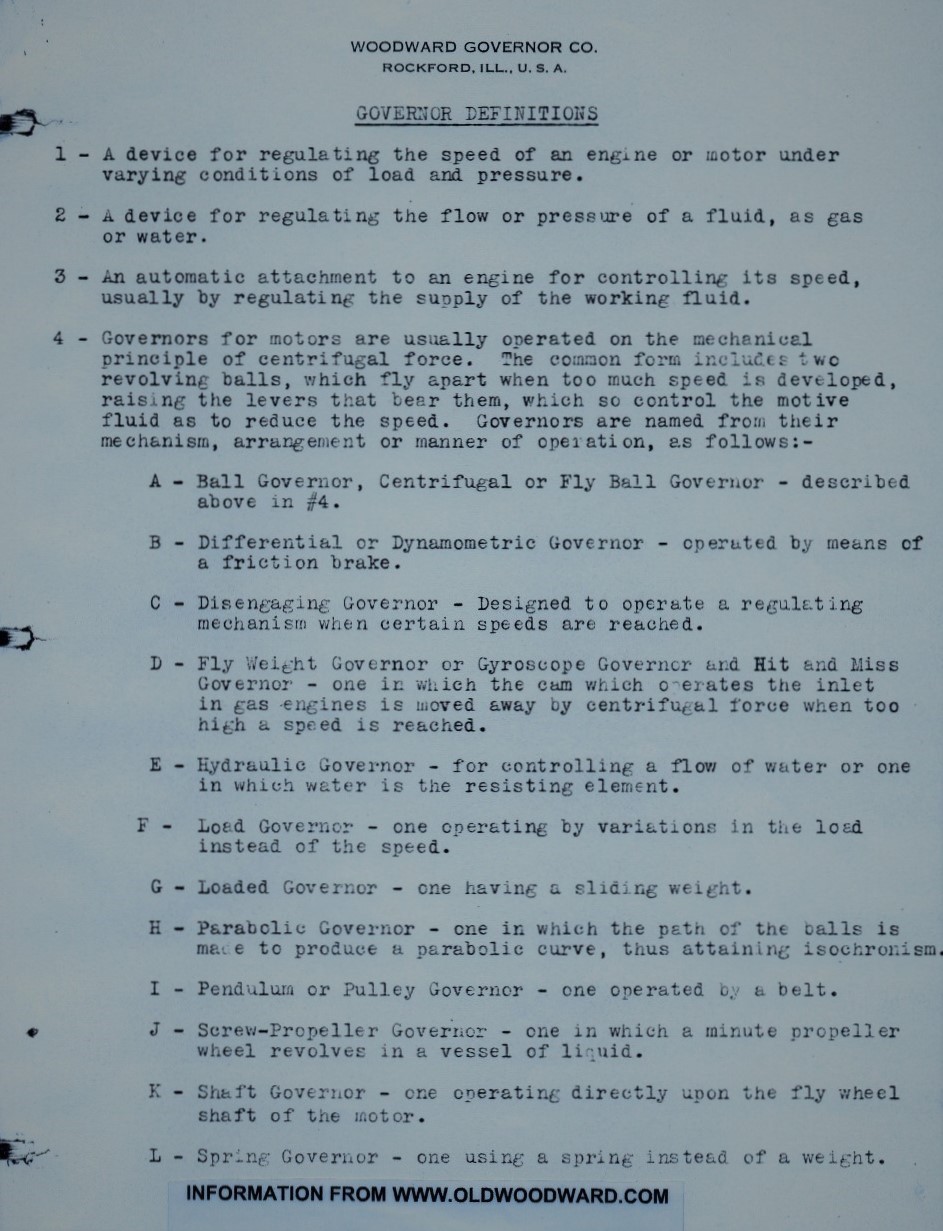 WOODWARD GOVERNOR CO.
ROCKFORD, ILL., U. S. A.
GOVERNOR DEFINITIONS
1 - A device for regulating the speed of an engine or motor under
varying conditions of load and pressure.
2 - A device for regulating the flow or pressure of a fluid, as gas
or water.
3 - An automatic attachment to an engine for controlling its speed,
usually by regulating the supply of the working fluid.
4 - Governors for motors are usually operated on the mechanical
principle of centrifugal force. The common form includes two
revolving balls, which fly apart when too much speed is developed,
raising the levers that bear them, which so control the motive
fluid as to reduce the speed. Governors are named from their
mechanism, arrangement or manner of operation, as follows:-
A - Ball Governor, Centrifugal or Fly Ball Governor - described
above in #4.
B - Differential or Dynamometric Governor - operated by means of
a friction brake.
C - Disengaging Governor - Designed to operate a regulating
mechanism when certain speeds are reached.
D - Fly Weight Governor or Gyroscope Governor and Hit and Miss
Governor - one in which the cam which operates the inlet
in gas engines is moved away by centrifugal force when too
high a speed is reached.
E - Hydraulic Governor - for controlling a flow of water or one
in which water is the resisting element.
F - Load Governor - one operating by variations in the load
instead of the speed.
G - Loaded Governor - one having a sliding weight.
H - Parabolic Governor - one in which the path of the balls is
made to produce a parabolic curve, thus attaining isochronism.
I - Pendulum or Pulley Governor - one operated by a belt.
J - Screw-Propeller Governor - one in which a minute propeller
wheel revolves in a vessel of liquid.
K - Shaft Governor - one operating directly upon the fly wheel
shaft of the motor.
L - Spring Governor - one using a spring instead of a weight.
INFORMATION FROM WWW.OLDWOODWARD.COM